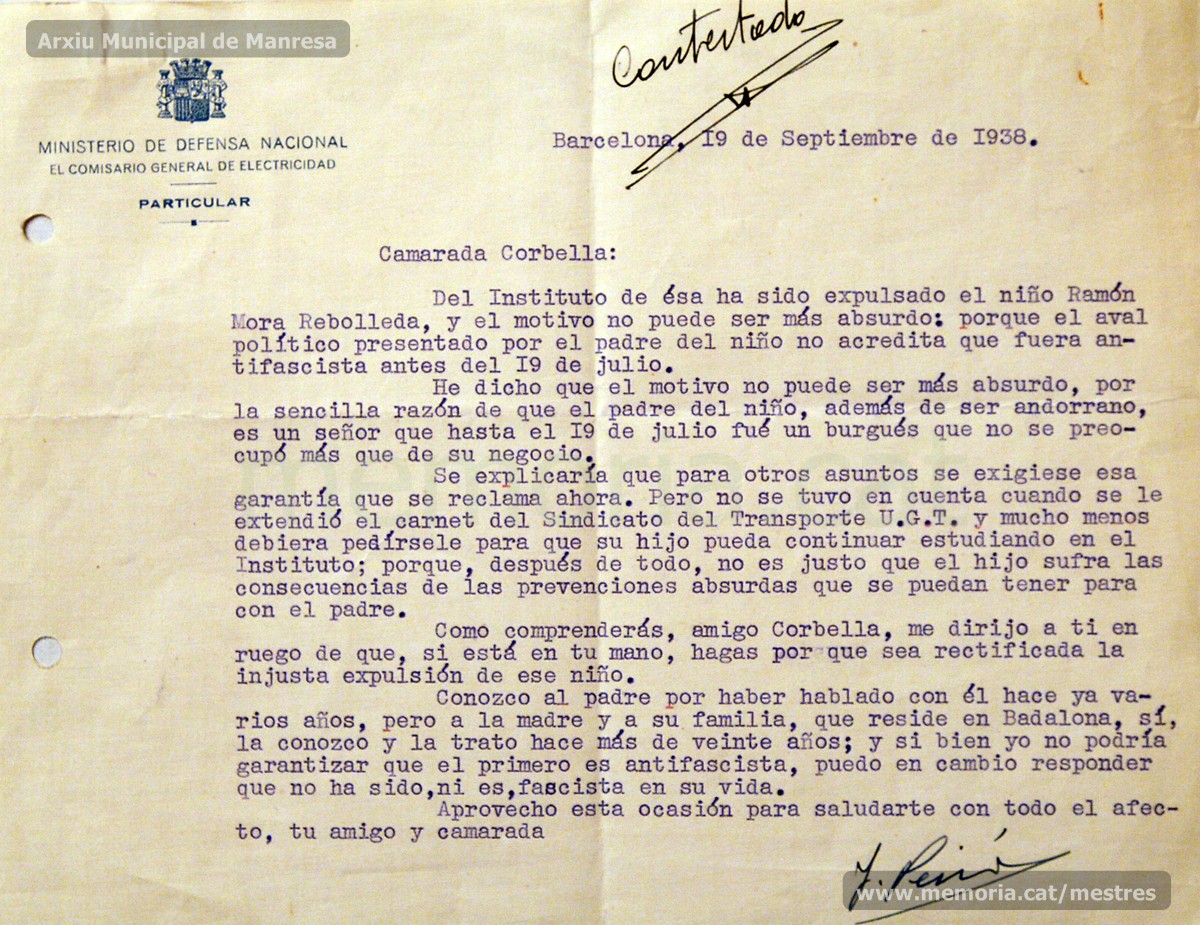 Arxiu Municipal de Manresa
Contestado
MINISTERIO DE DEFENSA NACIONAL
EL COMISARIO GENERAL DE ELECTRICIDAD
PARTICULAR
Barcelona, I9 de Septiembre de I938.
Camarada Corbella:
Del Instituto de ésa ha sido expulsado el niño Ramón
Mora Rebolleda, y el motivo no puede ser más absurdo: porque el aval
político presentado por el padre del niño no acredita que fuera an-
tifascista antes del I9 de julio.
He dicho que el motivo no puede ser más absurdo, por
la sencilla razón de que el padre del niño, además de ser andorrano,
es un señor que hasta el I9 de julio fué un burgués que no se preo-
cupó más que de su negocio.
Se explicaría que para otros asuntos se exigiese esa
garantía que se reclama ahora. Pero no se tuvo en cuenta cuando se le
extendió el carnet del Sindicato del Transporte U.G.T. y mucho menos
debiera pedírsele para que su hijo pueda continuar estudiando en el
Instituto; porque, después de todo, no es justo que el hijo sufra las
consecuencias de las prevenciones absurdas que se puedan tener para
con el padre.
Como comprenderás, amigo Corbella, me dirijo a ti en
ruego de que, si está en tu mano, hagas por que sea rectificada la
injusta expulsión de ese niño.
Conozco al padre por haber hablado con él hace ya va-
rios años, pero a la madre y a su familia, que reside en Badalona, sí,
la conozco y la trato hace más de veinte años; y si bien yo no podría
garantizar que el primero es antifascista, puedo en cambio responder
que no ha sido,ni es,fascista en su vida.
Aprovecho esta ocasión para saludarte con todo el afec-
to, tu amigo y camarada
J. Peiró
www.memoria.cat/mestres